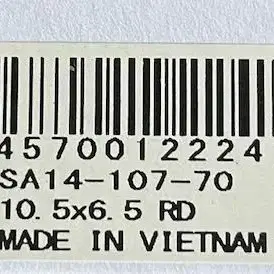 4570012224
SA14-107-70
10.5x6.5 RD
MADE IN VIETNAM